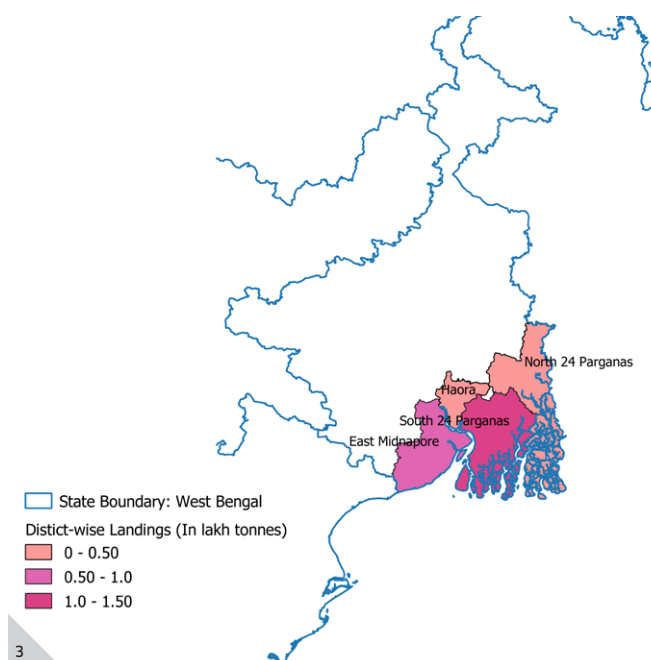 North 24 Parganas
Haora
South 24 Parganas
East Midnapore
State Boundary: West Bengal
Distict-wise Landings (In lakh tonnes)
0 - 0.50
0.50 - 1.0
1.0 - 1.50
3